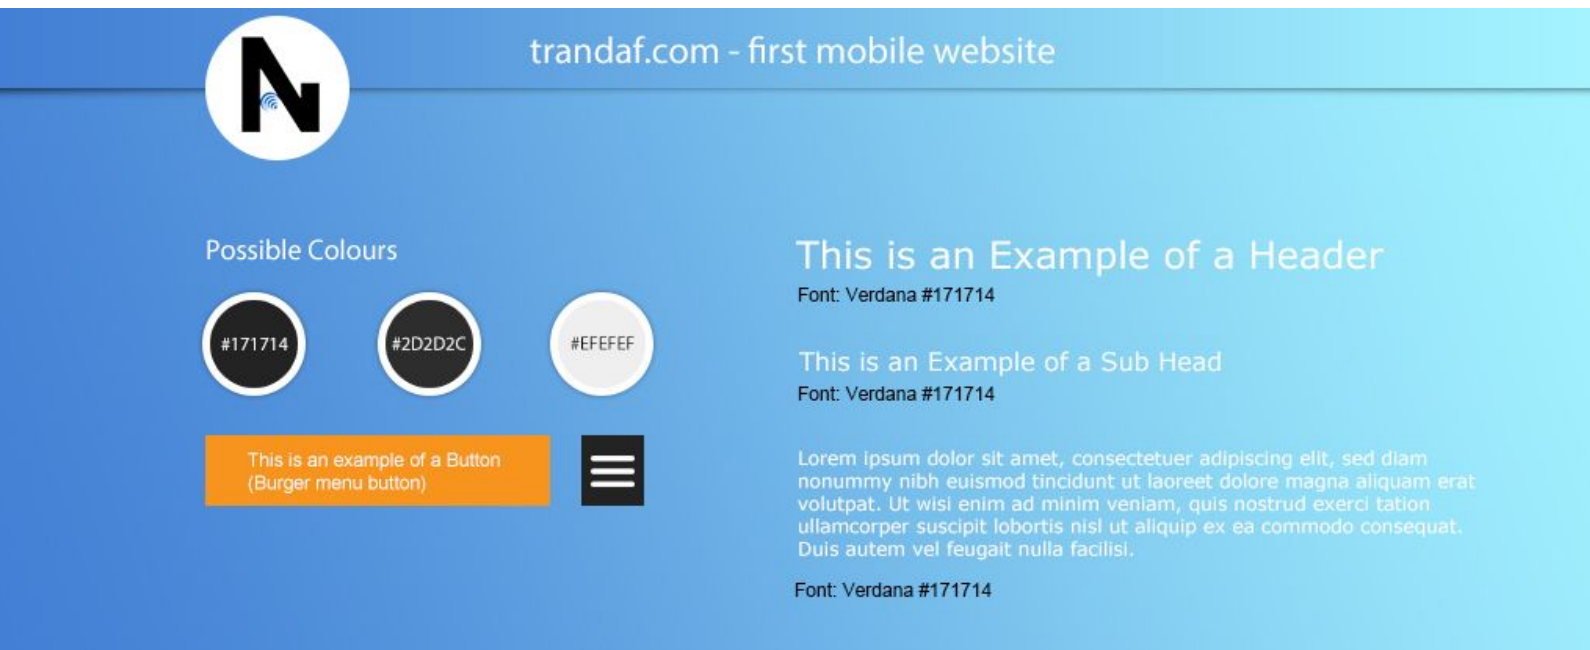 N
trandaf.com - first mobile website
Possible Colours
#171714
#2D2D2C
#EFEFEF
This is an example of a Button
(Burger menu button)
This is an Example of a Header
Font: Verdana #171714
This is an Example of a Sub Head
Font: Verdana #171714
Lorem ipsum dolor sit amet, consectetuer adipiscing elit, sed diam
nonummy nibh euismod tincidunt ut laoreet dolore magna aliquam erat
volutpat. Ut wisi enim ad minim veniam, quis nostrud exerci tation
ullamcorper suscipit lobortis nisl ut aliquip ex ea commodo consequat.
Duis autem vel feugait nulla facilisi.
Font: Verdana #171714